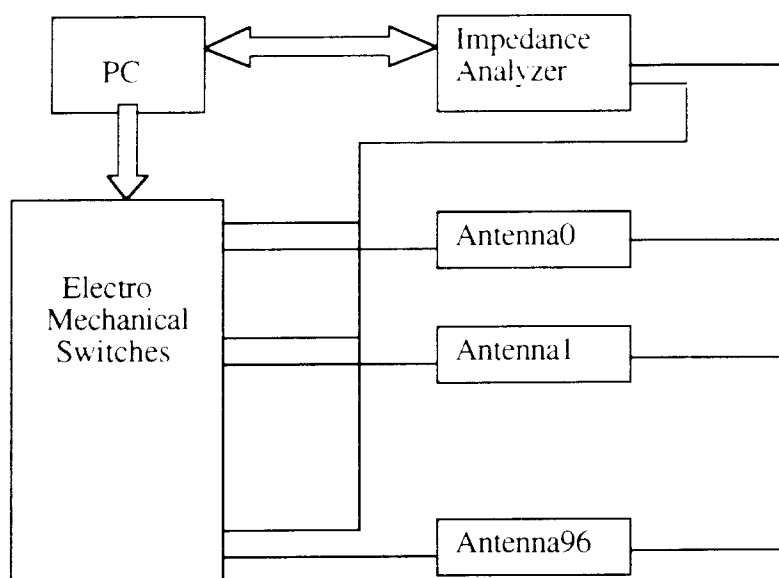 PC
Impedance
Analyzer
Electro
Mechanical
Switches
Antenna0
Antenna1
Antenna96